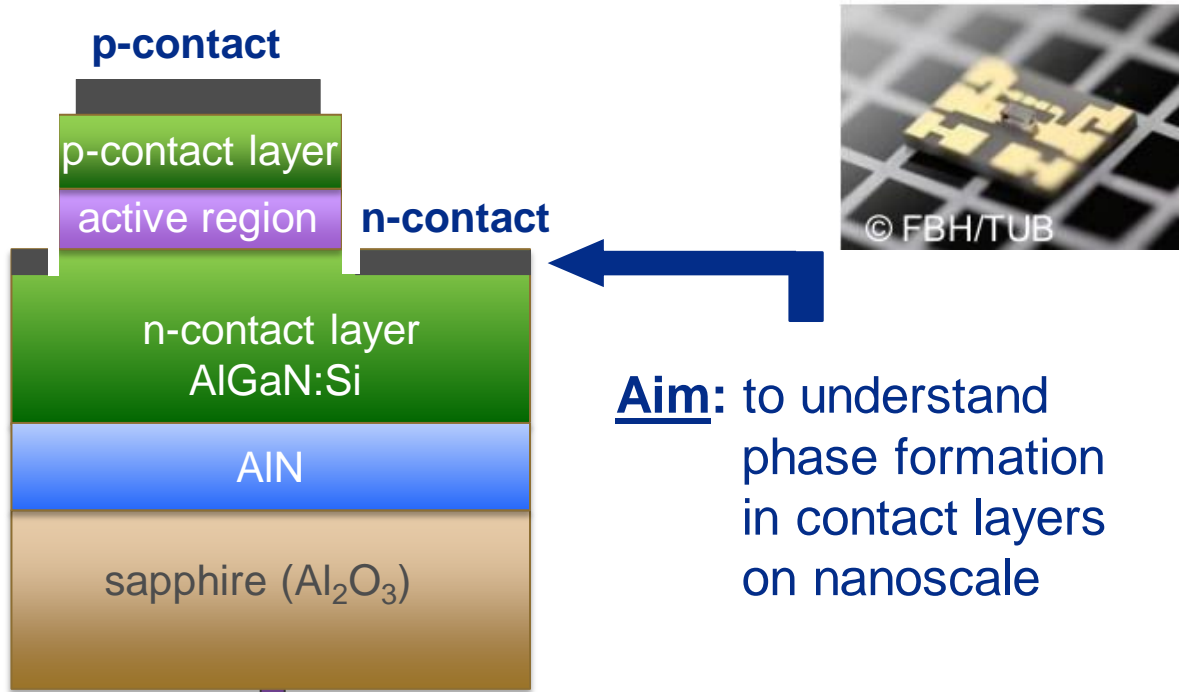 p-contact
p-contact layer
active region
n-contact
n-contact layer
AlGaN:Si
AlN
sapphire (Al₂O₃)
© FBH/TUB
Aim: to understand
phase formation
in contact layers
on nanoscale